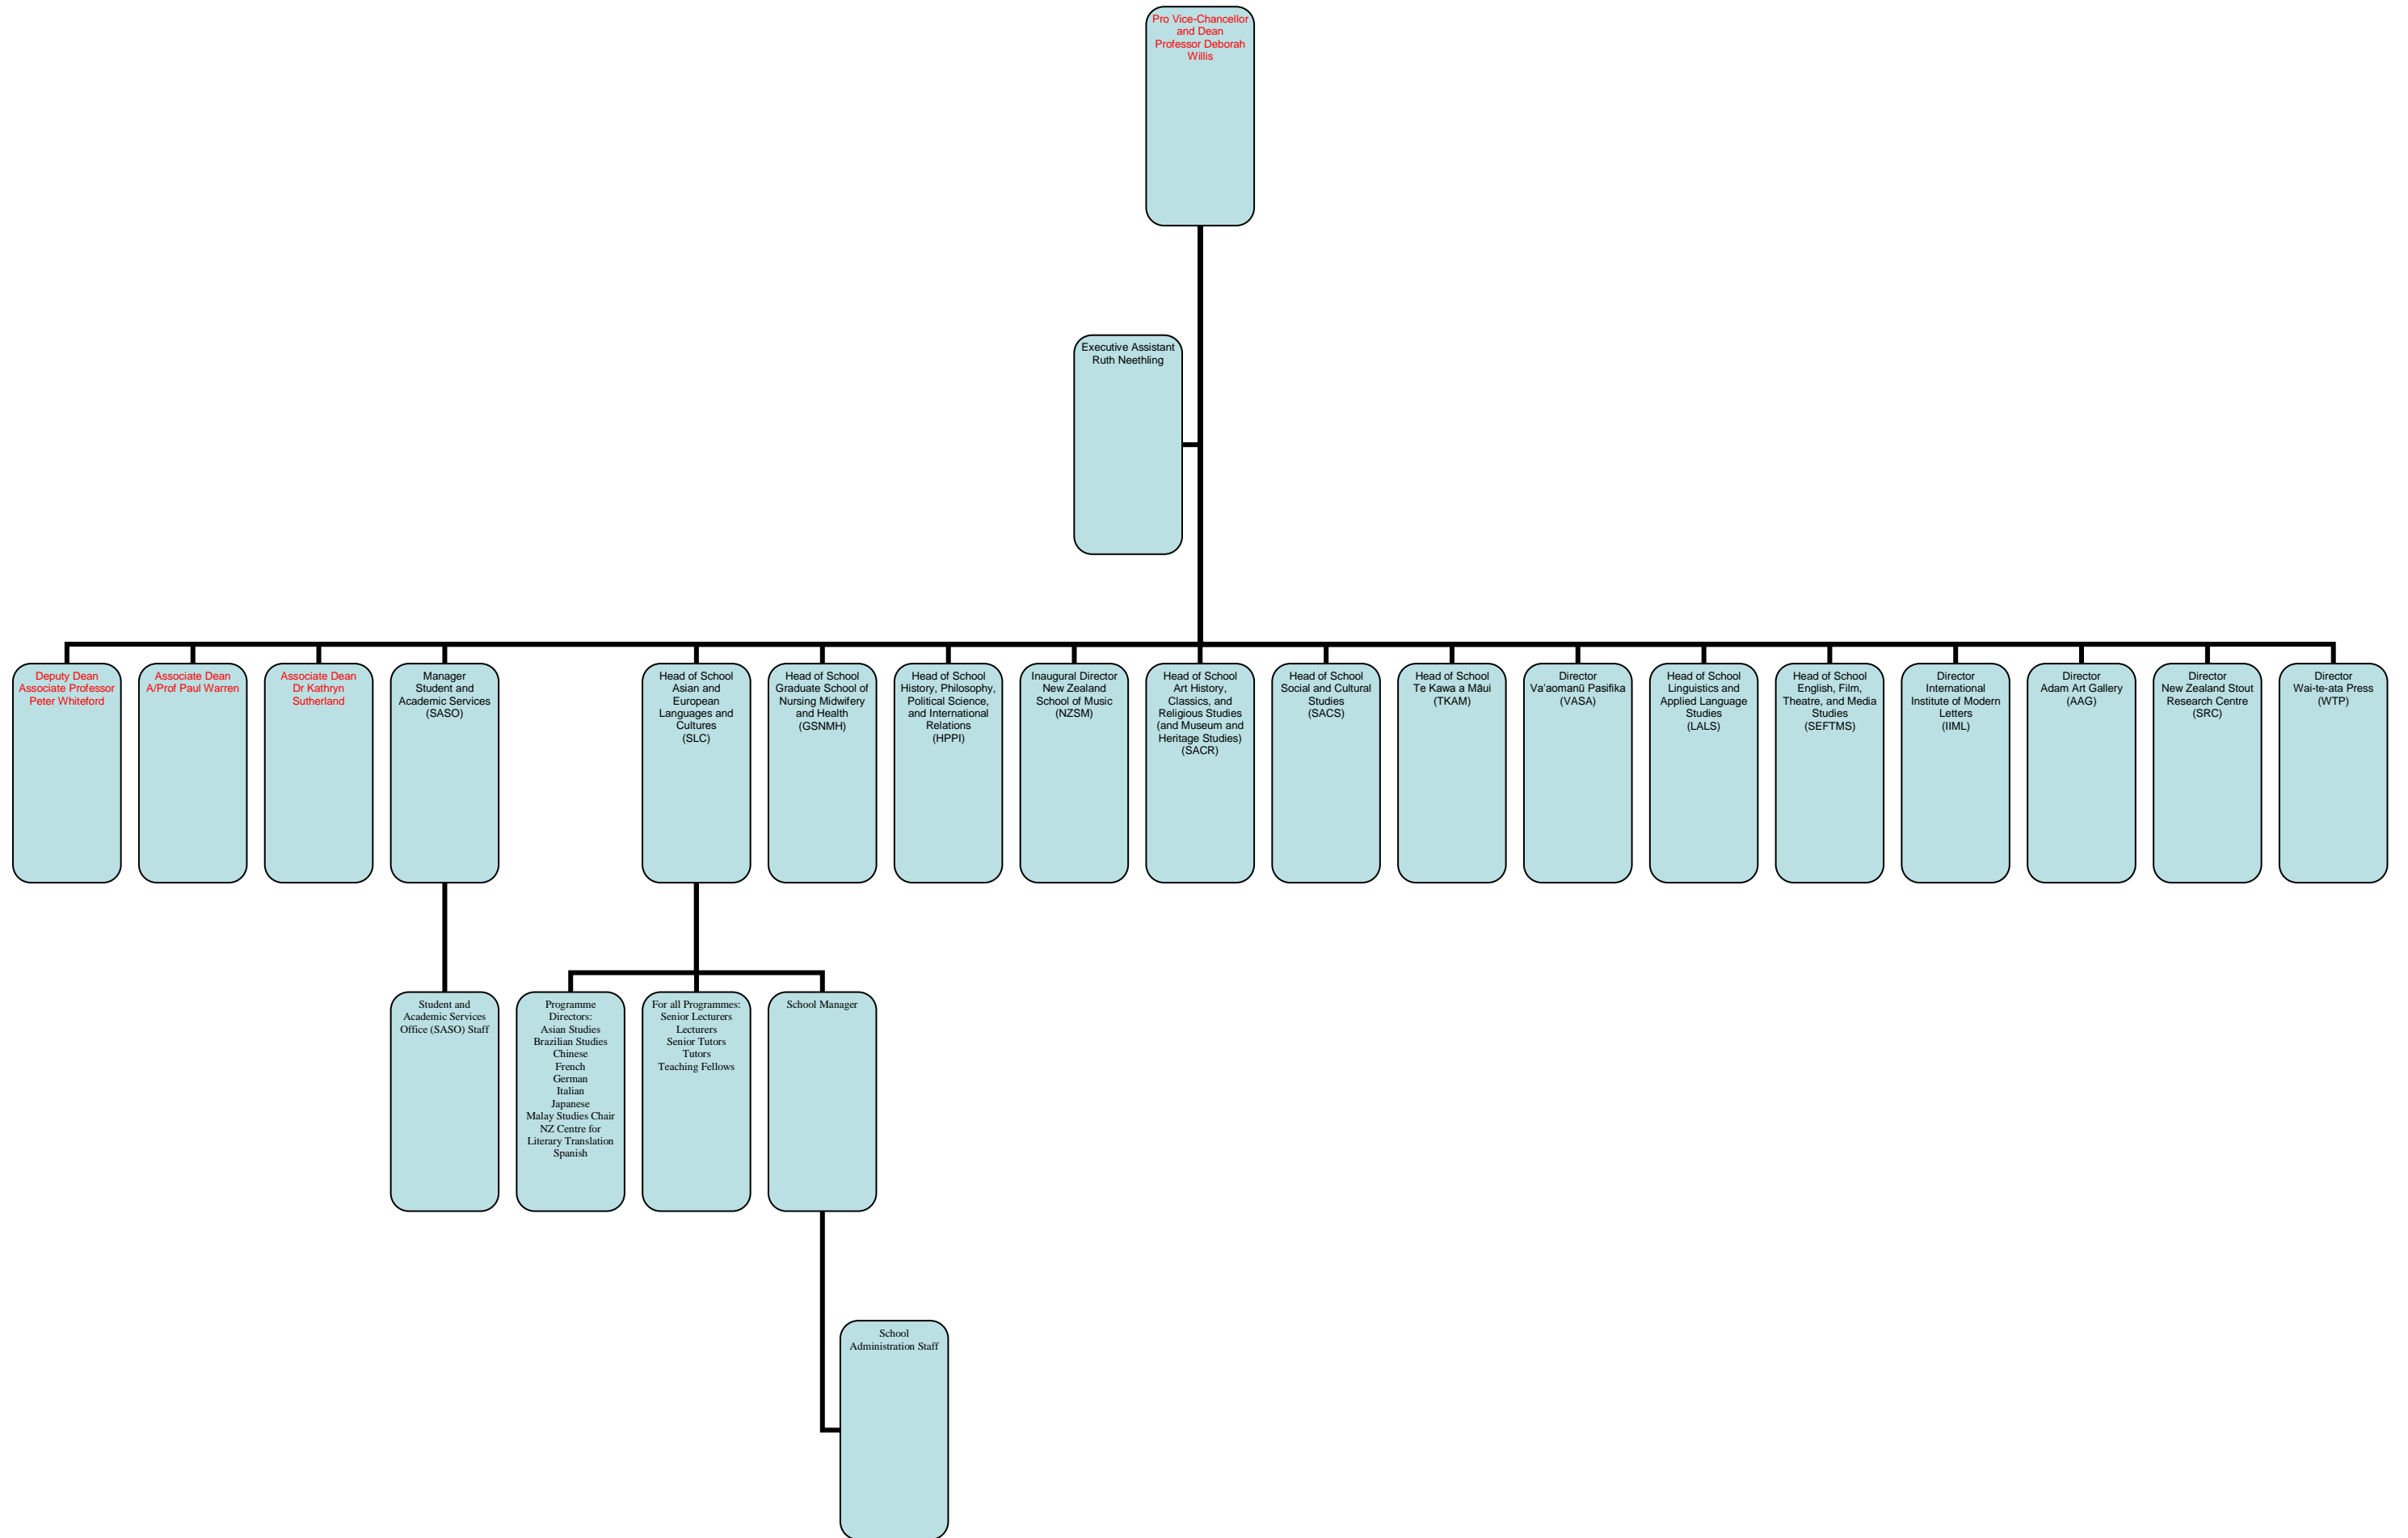 Pro Vice-Chancellor
and Dean
Professor Deborah
Willis
Executive Assistant
Ruth Neethling
Deputy Dean
Associate Professor
Peter Whiteford
Associate Dean
A/Prof Paul Warren
Associate Dean
Dr Kathryn
Sutherland
Manager
Student and
Academic Services
(SASO)
Head of School
Asian and
European
Languages and
Cultures
(SLC)
Head of School
Graduate School of
Nursing Midwifery
and Health
(GSNMH)
Head of School
History, Philosophy,
Political Science,
and International
Relations
(HPPI)
Inaugural Director
New Zealand
School of Music
(NZSM)
Head of School
Art History,
Classics, and
Religious Studies
(and Museum and
Heritage Studies)
(SACR)
Head of School
Social and Cultural
Studies
(SACS)
Head of School
Te Kawa a Māui
(TKAM)
Director
Va'aomanū Pasifika
(VASA)
Head of School
Linguistics and
Applied Language
Studies
(LALS)
Head of School
English, Film,
Theatre, and Media
Studies
(SEFTMS)
Director
International
Institute of Modern
Letters
(IIML)
Director
Adam Art Gallery
(AAG)
Director
New Zealand Stout
Research Centre
(SRC)
Director
Wai-te-ata Press
(WTP)
Student and
Academic Services
Office (SASO) Staff
Programme
Directors:
Asian Studies
Brazilian Studies
Chinese
French
German
Italian
Japanese
Malay Studies Chair
NZ Centre for
Literary Translation
Spanish
For all Programmes:
Senior Lecturers
Lecturers
Senior Tutors
Tutors
Teaching Fellows
School Manager
School
Administration Staff